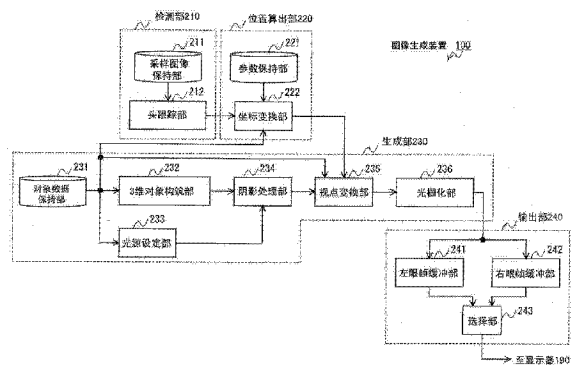 检测部210
位置算出部220
图像生成装置 190
211
采样图像
保持部
212
头跟踪部
221
参数保持部
222
坐标变换部
生成部230
231
对象数据
保持部
232
3维对象构筑部
233
光源设定部
234
阴影处理部
235
视点变换部
236
光栅化部
输出部240
241
左眼帧缓冲部
242
右眼帧缓冲部
243
选择部
至显示器190